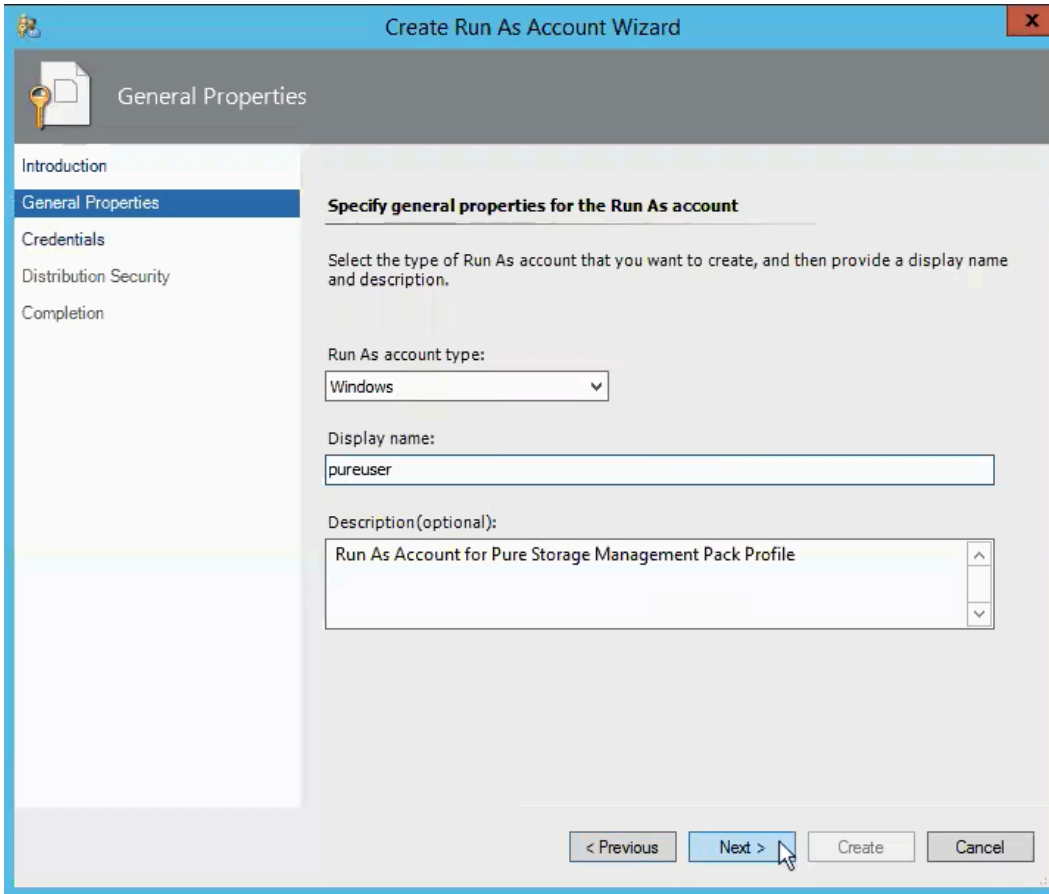 Create Run As Account Wizard
x
General Properties
Introduction
General Properties
Credentials
Distribution Security
Completion
Specify general properties for the Run As account
Select the type of Run As account that you want to create, and then provide a display name
and description.
Run As account type:
Windows
Display name:
pureuser
Description(optional):
Run As Account for Pure Storage Management Pack Profile
< Previous
Next >
Create
Cancel